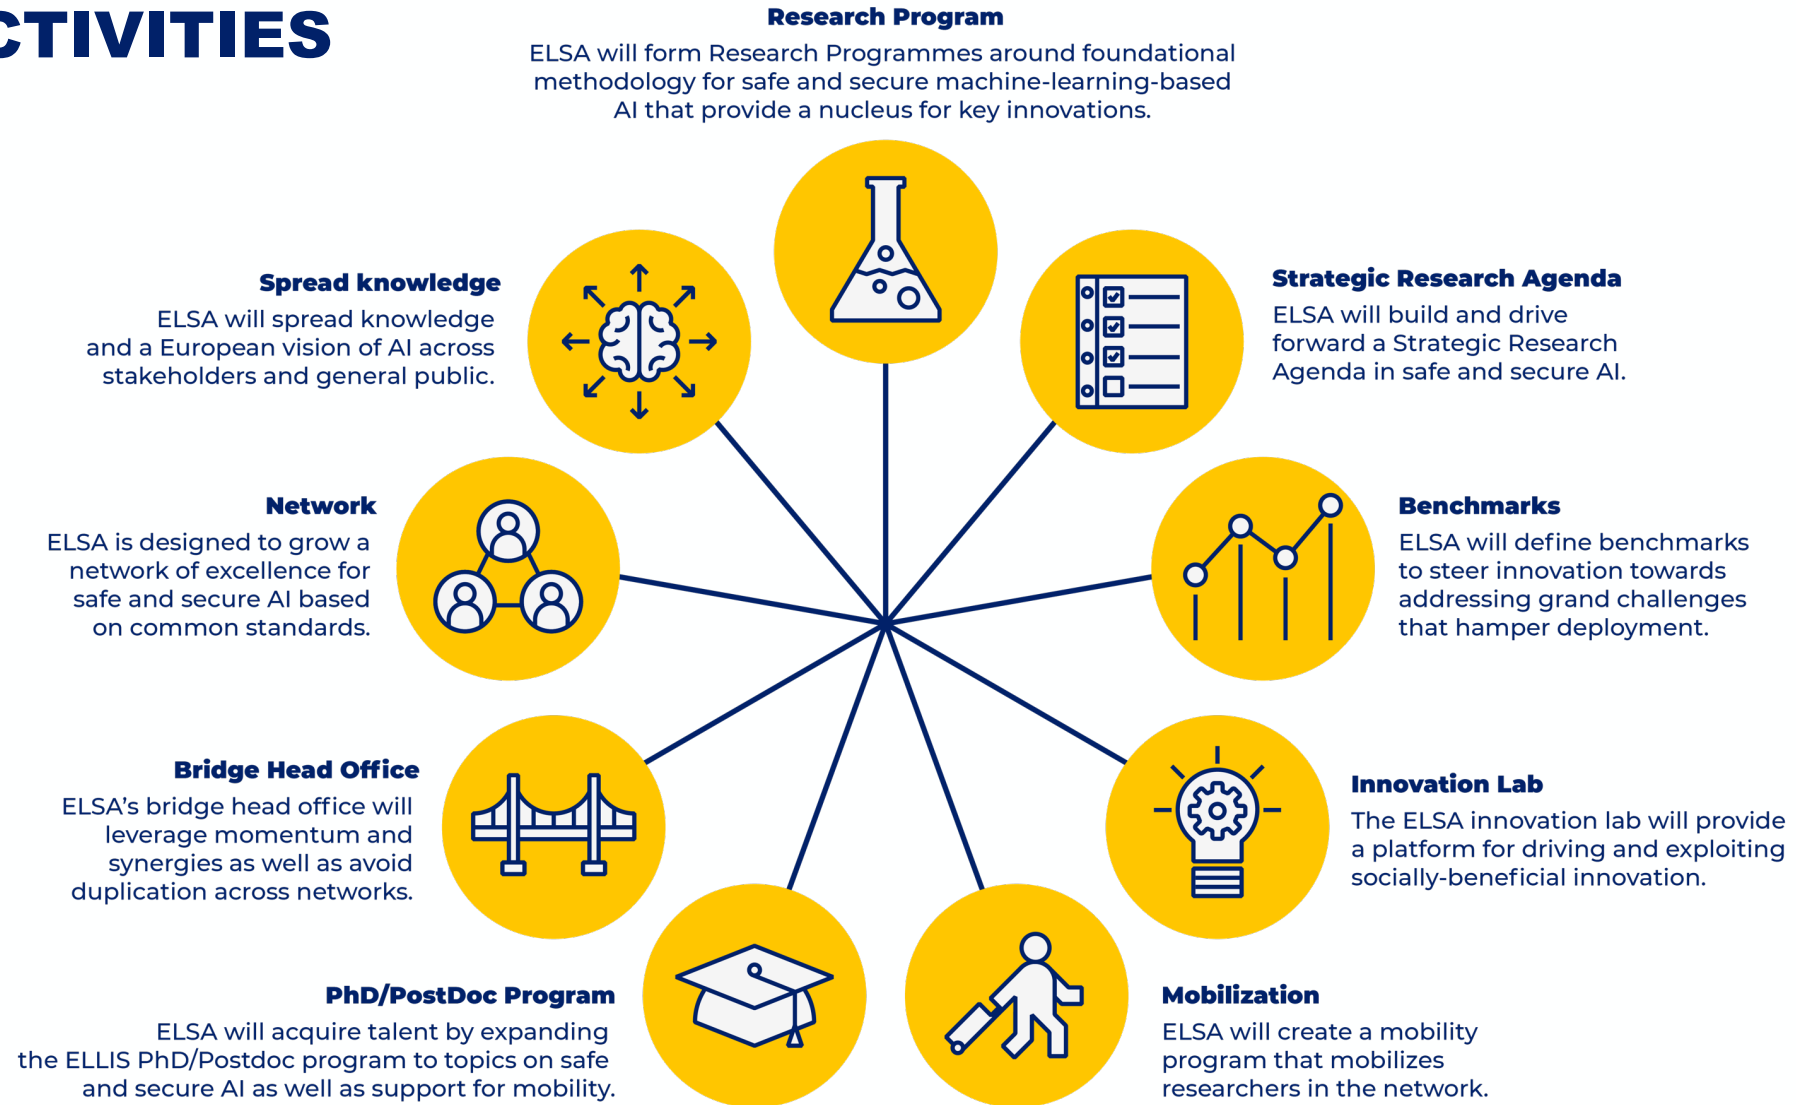 CTIVITIES
Research Program
ELSA will form Research Programmes around foundational
methodology for safe and secure machine-learning-based
AI that provide a nucleus for key innovations.
Spread knowledge
ELSA will spread knowledge
and a European vision of AI across
stakeholders and general public.
Strategic Research Agenda
ELSA will build and drive
forward a Strategic Research
Agenda in safe and secure AI.
Network
ELSA is designed to grow a
network of excellence for
safe and secure AI based
on common standards.
Benchmarks
ELSA will define benchmarks
to steer innovation towards
addressing grand challenges
that hamper deployment.
Bridge Head Office
ELSA’s bridge head office will
leverage momentum and
synergies as well as avoid
duplication across networks.
Innovation Lab
The ELSA innovation lab will provide
a platform for driving and exploiting
socially-beneficial innovation.
PhD/PostDoc Program
ELSA will acquire talent by expanding
the ELLIS PhD/Postdoc program to topics on safe
and secure AI as well as support for mobility.
Mobilization
ELSA will create a mobility
program that mobilizes
researchers in the network.